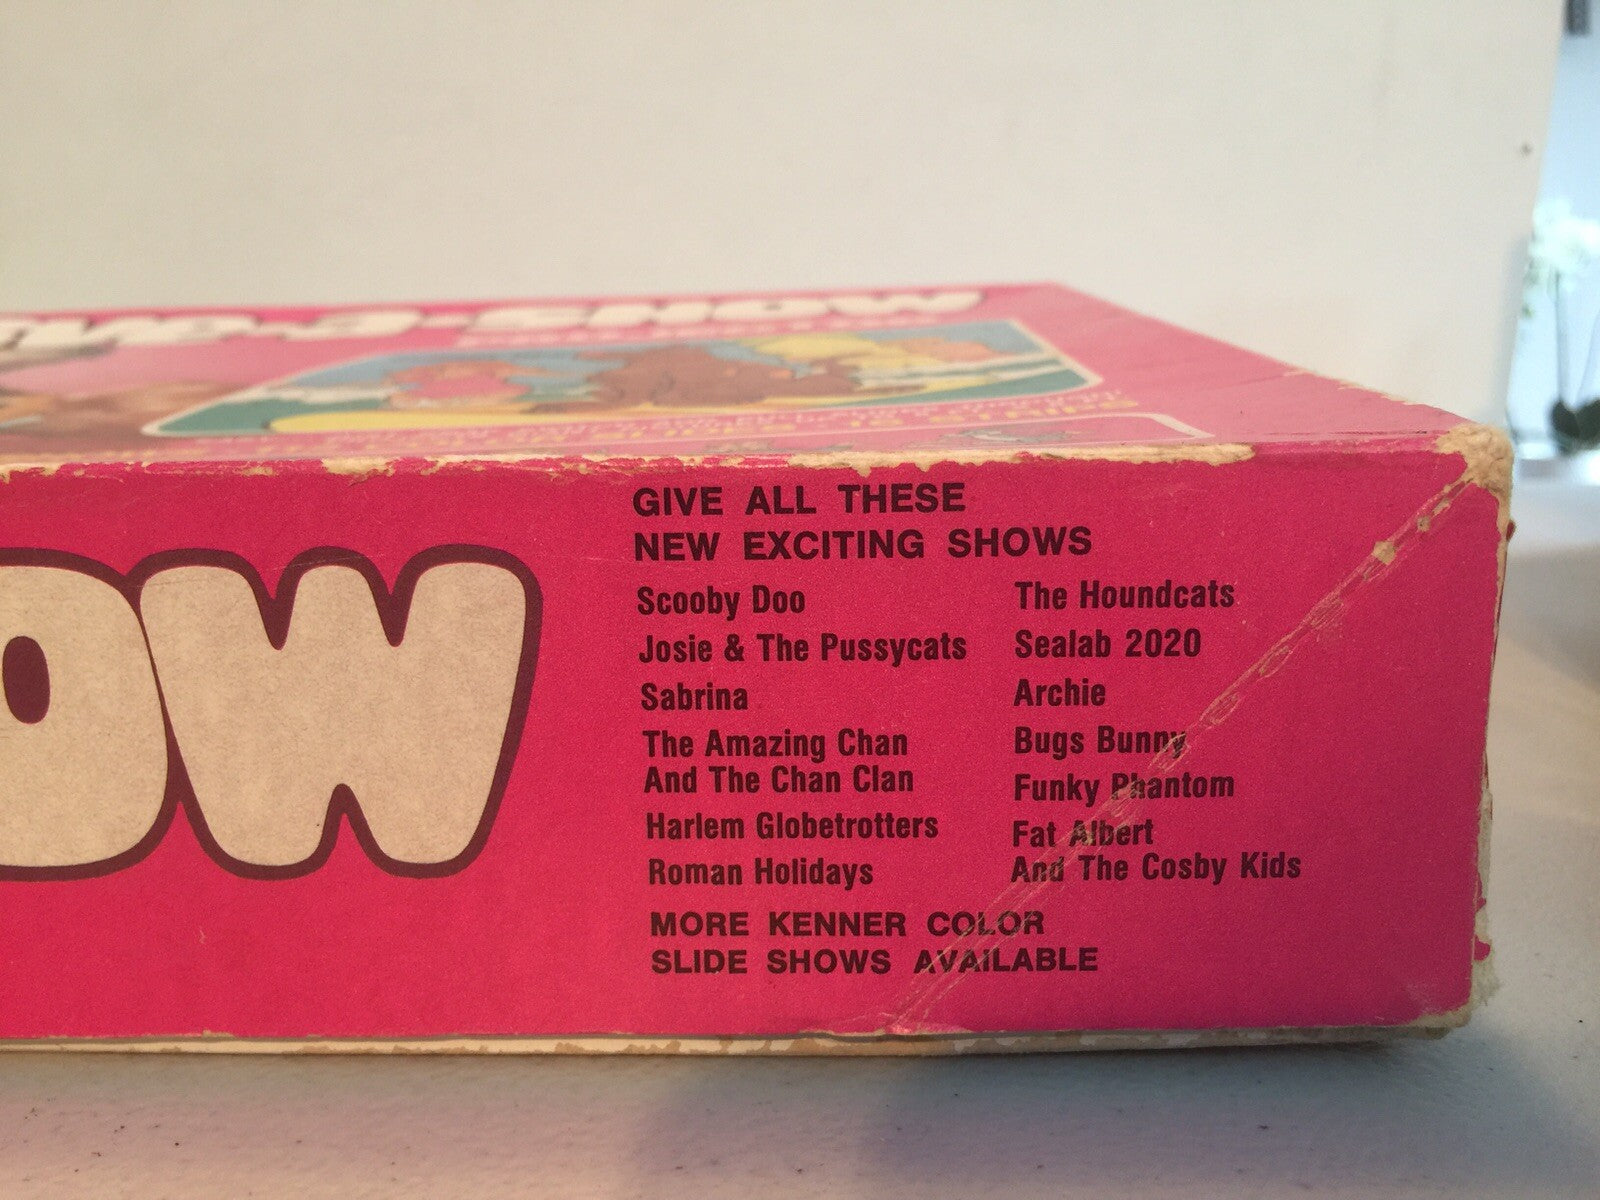 SHOW
OW
GIVE ALL THESE
NEW EXCITING SHOWS
Scooby Doo
Josie & The Pussycats
Sabrina
The Amazing Chan
And The Chan Clan
Harlem Globetrotters
Roman Holidays
The Houndcats
Sealab 2020
Archie
Bugs Bunny
Funky Phantom
Fat Albert
And The Cosby Kids
MORE KENNER COLOR
SLIDE SHOWS AVAILABLE